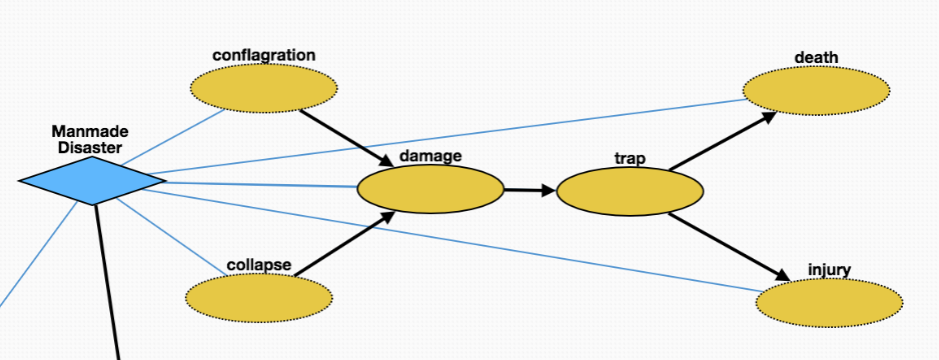 conflagration
death
Manmade
Disaster
damage
trap
collapse
injury